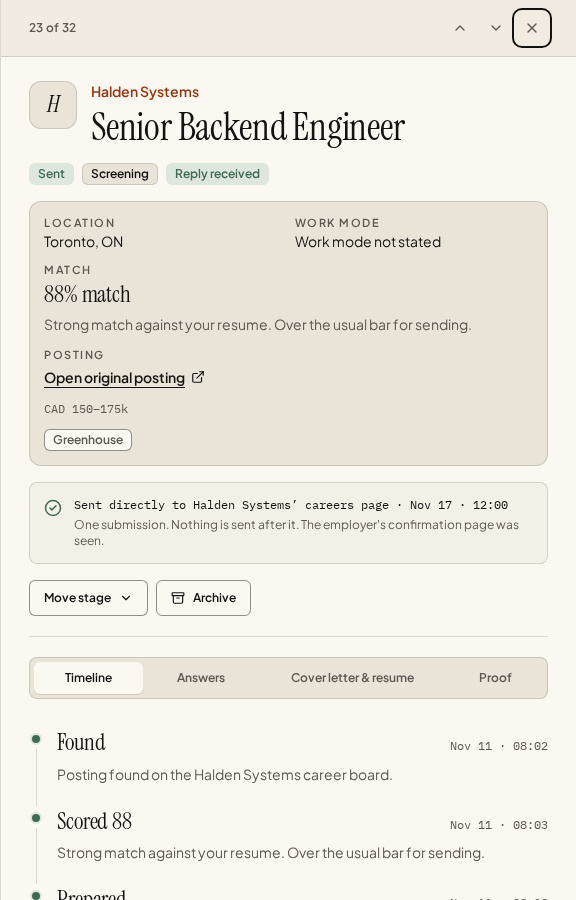 23 of 32
H
Halden Systems
Senior Backend Engineer
Sent
Screening
Reply received
LOCATION
Toronto, ON
WORK MODE
Work mode not stated
MATCH
88% match
Strong match against your resume. Over the usual bar for sending.
POSTING
Open original posting
CAD 150–175k
Greenhouse
Sent directly to Halden Systems’ careers page · Nov 17 · 12:00
One submission. Nothing is sent after it. The employer's confirmation page was
seen.
Move stage
Archive
Timeline
Answers
Cover letter & resume
Proof
Found
Nov 11 · 08:02
Posting found on the Halden Systems career board.
Scored 88
Nov 11 · 08:03
Strong match against your resume. Over the usual bar for sending.
Prepared